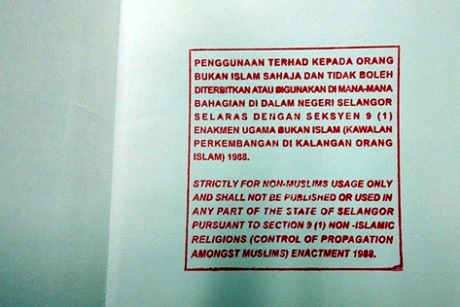 PENGGUNAAN TERHAD KEPADA ORANG
BUKAN ISLAM SAHAJA DAN TIDAK BOLEH
DITERBITKAN ATAU DIGUNAKAN DI MANA-MANA
BAHAGIAN DI DALAM NEGERI SELANGOR
SELARAS DENGAN SEKSYEN 9 (1)
ENAKMEN UGAMA BUKAN ISLAM (KAWALAN
PERKEMBANGAN DI KALANGAN ORANG
ISLAM) 1988.
STRICTLY FOR NON-MUSLIMS USAGE ONLY
AND SHALL NOT BE PUBLISHED OR USED IN
ANY PART OF THE STATE OF SELANGOR
PURSUANT TO SECTION 9 (1) NON -ISLAMIC
RELIGIONS (CONTROL OF PROPAGATION
AMONGST MUSLIMS) ENACTMENT 1988.